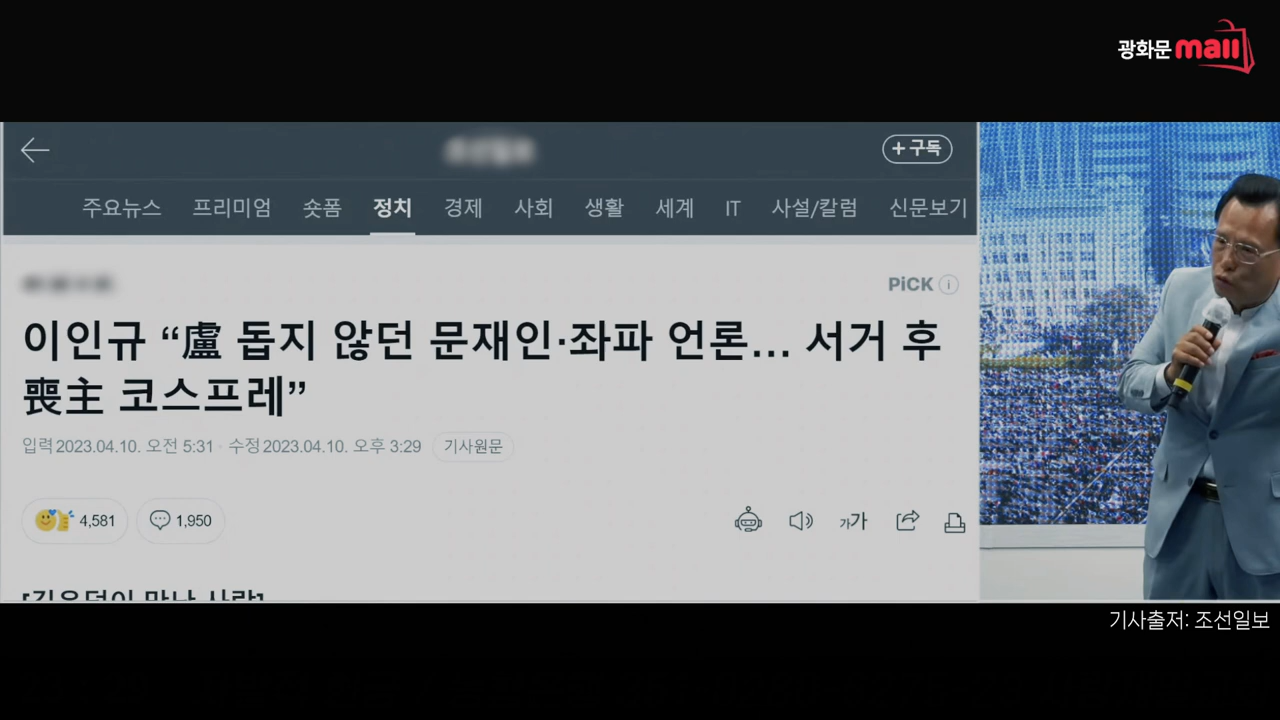 광화문 mall
+ 구독
주요뉴스 프리미엄 숏폼 정치 경제 사회 생활 세계 IT 사설/칼럼 신문보기
PiCK
이인규 “盧 돕지 않던 문재인·좌파 언론… 서거 후
喪主 코스프레”
입력 2023.04.10. 오전 5:31 · 수정 2023.04.10. 오후 3:29 기사원문
4,581 1,950
가가
기사출저: 조선일보